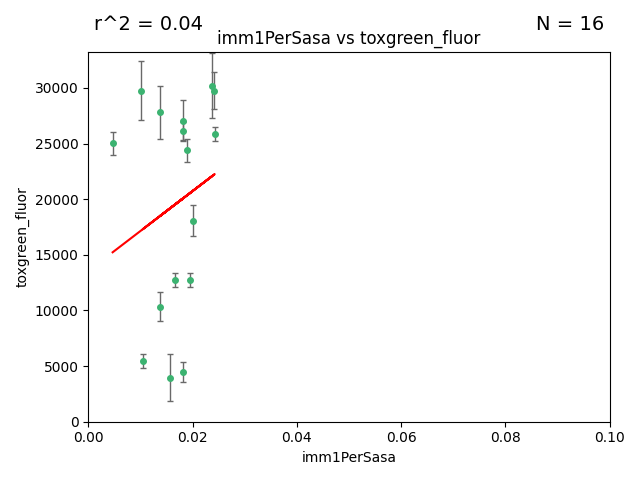 r^2 = 0.04
N = 16
imm1PerSasa vs toxgreen_fluor
30000
25000
20000
15000
10000
5000
0
toxgreen_fluor
0.00
0.02
0.04
0.06
0.08
0.10
imm1PerSasa